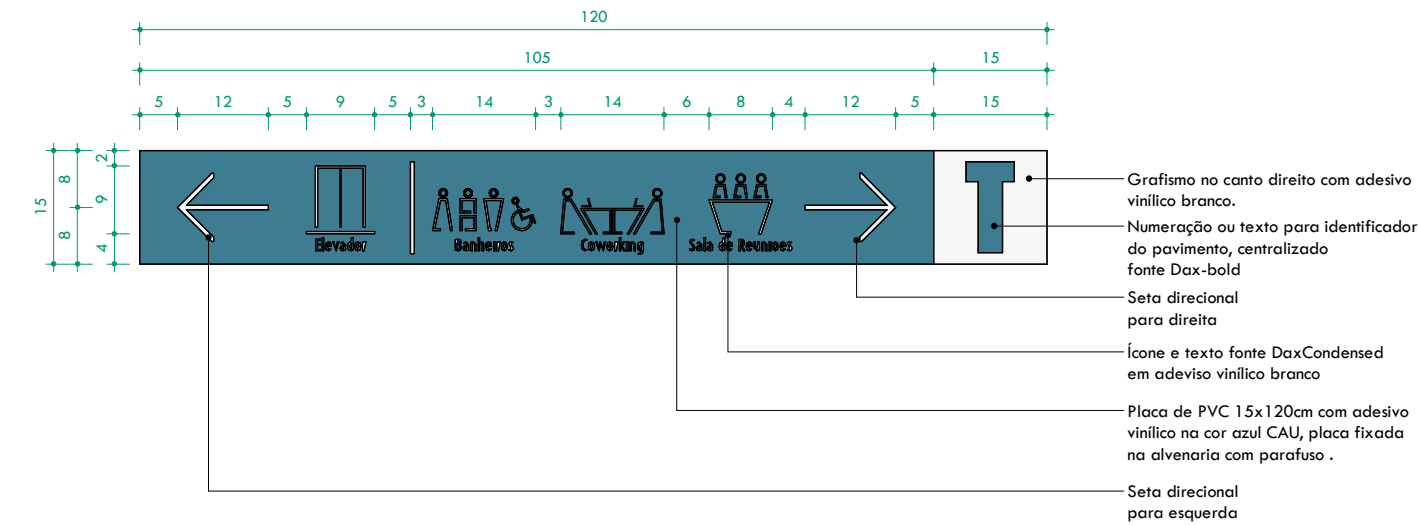 120
105 15
5 12 5 9 5 3 14 3 14 6 8 4 12 5 15
15
8
8
2
9
4
Elevador
Banheiros
Coworking
Sala de Reunioes
T
Grafismo no canto direito com adesivo
vinílico branco.
Numeração ou texto para identificador
do pavimento, centralizado
fonte Dax-bold
Seta direcional
para direita
Ícone e texto fonte DaxCondensed
em adeviso vinílico branco
Placa de PVC 15x120cm com adesivo
vinílico na cor azul CAU, placa fixada
na alvenaria com parafuso .
Seta direcional
para esquerda